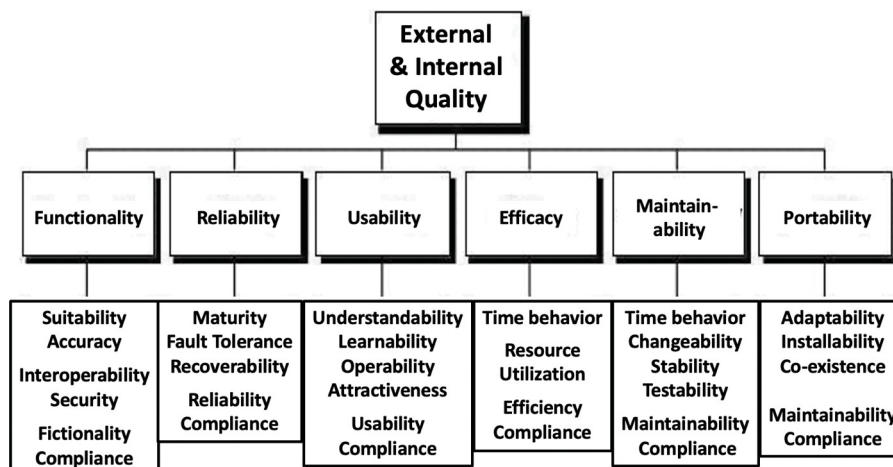 External
& Internal
Quality
Functionality
Reliability
Usability
Efficacy
Maintain-
ability
Portability
Suitability
Accuracy
Interoperability
Security
Fictionality
Compliance
Maturity
Fault Tolerance
Recoverability
Reliability
Compliance
Understandability
Learnability
Operability
Attractiveness
Usability
Compliance
Time behavior
Resource
Utilization
Efficiency
Compliance
Time behavior
Changeability
Stability
Testability
Maintainability
Compliance
Adaptability
Installability
Co-existence
Maintainability
Compliance